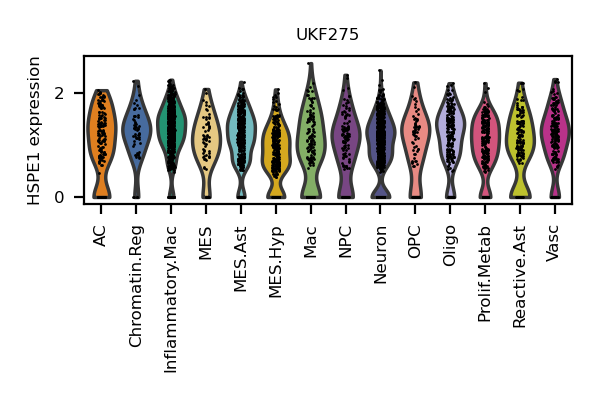 UKF275
HSPE1 expression
2
0
AC
Chromatin.Reg
Inflammatory.Mac
MES
MES.Ast
MES.Hyp
Mac
NPC
Neuron
OPC
Oligo
Prolif.Metab
Reactive.Ast
Vasc